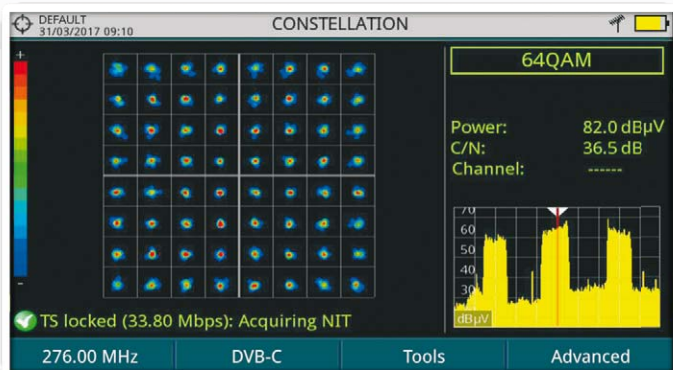 DEFAULT
31/03/2017 09:10
CONSTELLATION
+
-
64QAM
Power: 82.0 dBµV
C/N: 36.5 dB
Channel: ------
70
60
50
40
30
dBµV
TS locked (33.80 Mbps): Acquiring NIT
276.00 MHz
DVB-C
Tools
Advanced